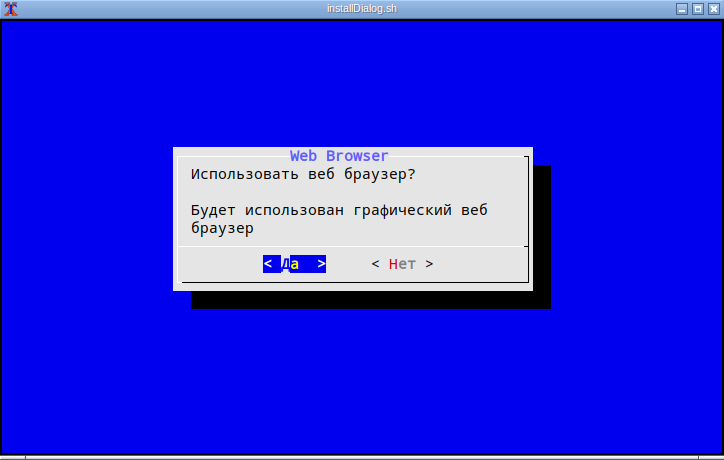 installDialog.sh
Web Browser
Использовать веб браузер?
Будет использован графический веб
браузер
< Да > < Нет >